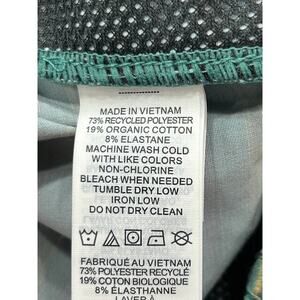 MADE IN VIETNAM
73% RECYCLED POLYESTER
19% ORGANIC COTTON
8% ELASTANE
MACHINE WASH COLD
WITH LIKE COLORS
NON-CHLORINE
BLEACH WHEN NEEDED
TUMBLE DRY LOW
IRON LOW
DO NOT DRY CLEAN
FABRIQUÉ AU VIETNAM
73% POLYESTER RECYCLÉ
19% COTON BIOLOGIQUE
8% ÉLASTHANNE
LAVER À